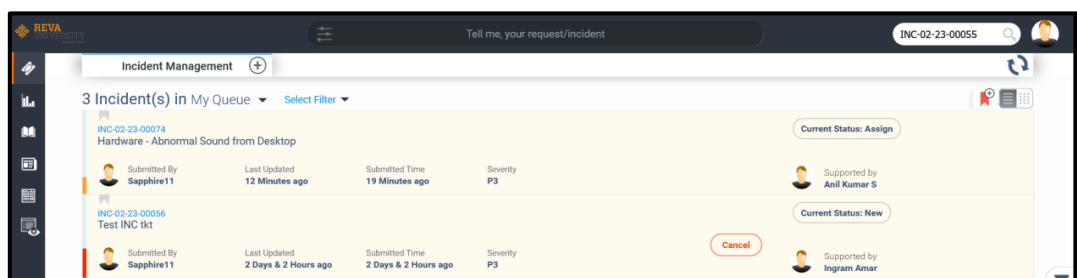 REVA
UNIVERSITY
Tell me, your request/incident
INC-02-23-00055
Incident Management
3 Incident(s) in My Queue
Select Filter
INC-02-23-00074
Hardware - Abnormal Sound from Desktop
Current Status: Assign
Submitted By
Sapphire11
Last Updated
12 Minutes ago
Submitted Time
19 Minutes ago
Severity
P3
Supported by
Anil Kumar S
INC-02-23-00056
Test INC tkt
Current Status: New
Submitted By
Sapphire11
Last Updated
2 Days & 2 Hours ago
Submitted Time
2 Days & 2 Hours ago
Severity
P3
Cancel
Supported by
Ingram Amar